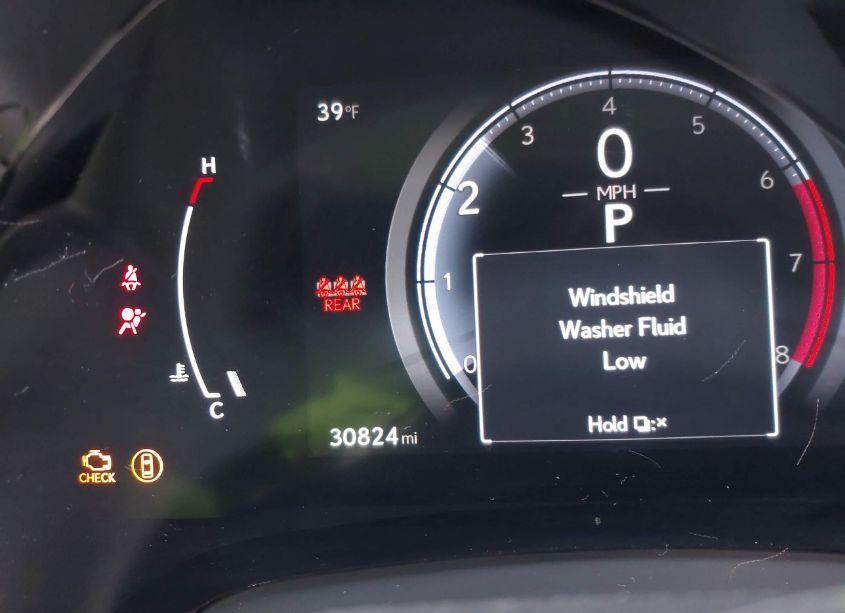 39°F
H
C
REAR
30824 mi
CHECK
0
1
2
3
4
5
6
7
8
0
MPH
P
Windshield
Washer Fluid
Low
Hold :×